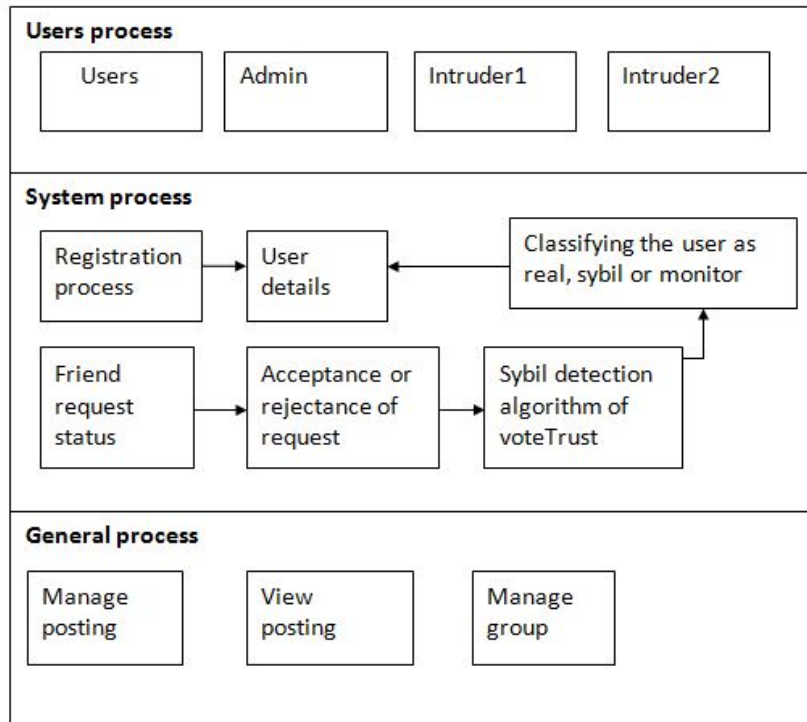 Users process
Users
Admin
Intruder1
Intruder2
System process
Registration
process
User
details
Classifying the user as
real, sybil or monitor
Friend
request
status
Acceptance or
rejectance of
request
Sybil detection
algorithm of
voteTrust
General process
Manage
posting
View
posting
Manage
group